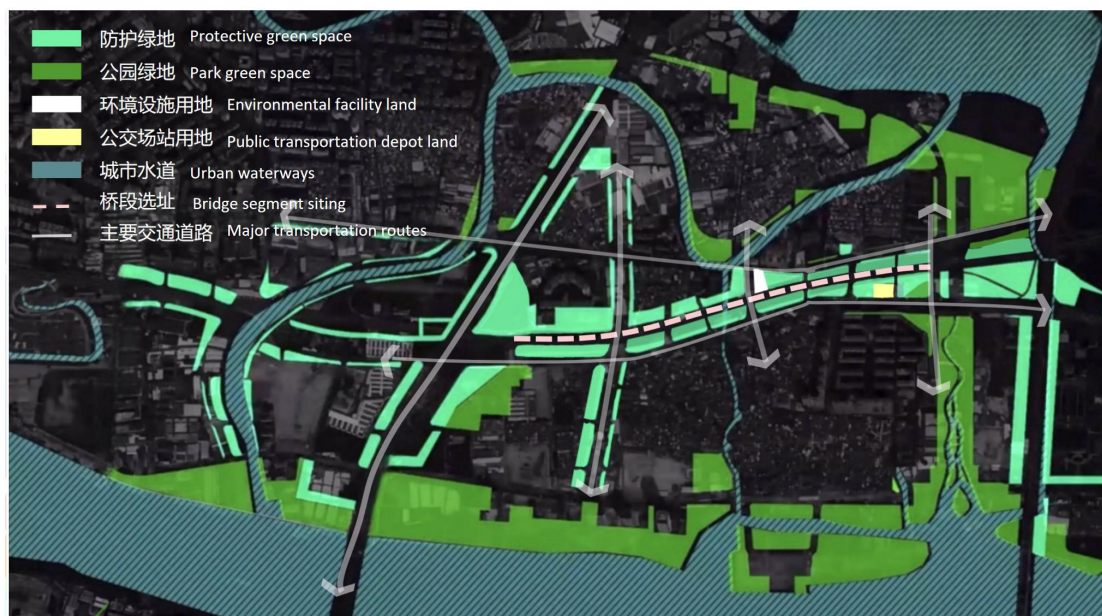 防护绿地 Protective green space
公园绿地 Park green space
环境设施用地 Environmental facility land
公交场站用地 Public transportation depot land
城市水道 Urban waterways
桥段选址 Bridge segment siting
主要交通道路 Major transportation routes